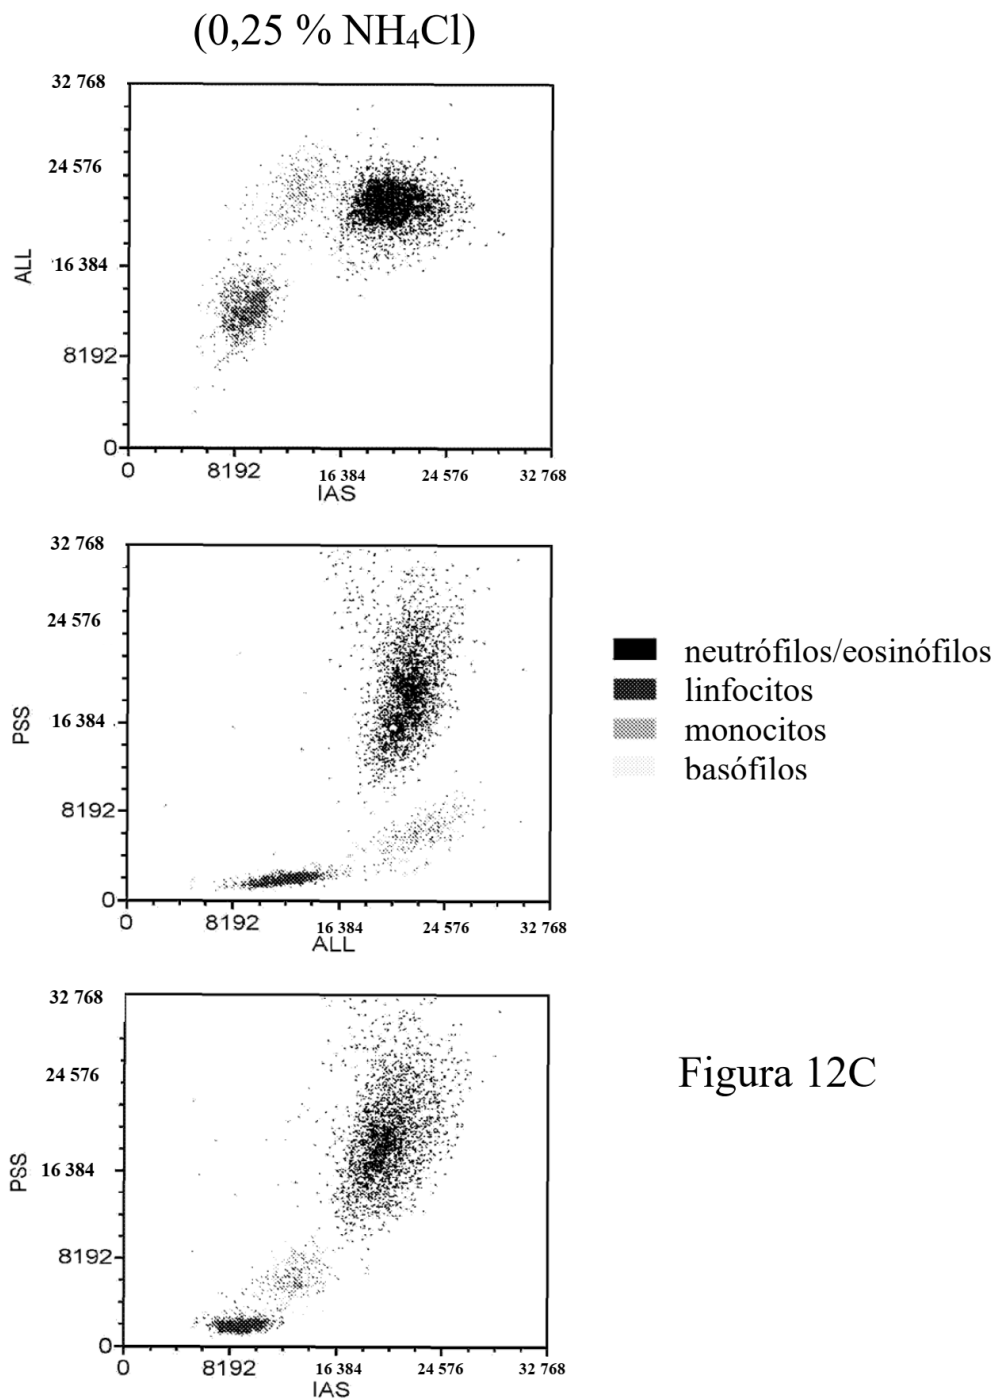 (0,25 % NH₄Cl)
32 768
24 576
16 384
8192
0
ALL
0 8192 16 384 24 576 32 768
IAS
32 768
24 576
16 384
8192
0
PSS
0 8192 16 384 24 576 32 768
ALL
neutrófilos/eosinófilos
linfocitos
monocitos
basófilos
32 768
24 576
16 384
8192
0
PSS
0 8192 16 384 24 576 32 768
IAS
Figura 12C